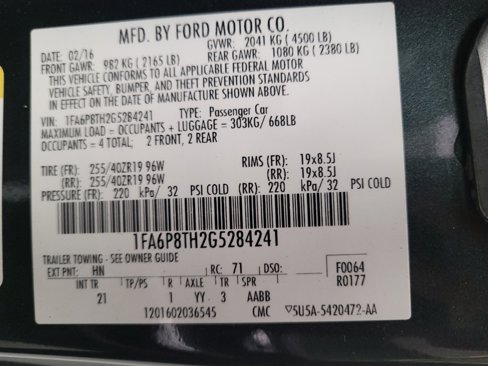 MFD. BY FORD MOTOR CO.
DATE: 02/16 GVWR: 2041 KG ( 4500 LB)
FRONT GAWR: 982 KG ( 2165 LB) REAR GAWR: 1080 KG ( 2380 LB)
THIS VEHICLE CONFORMS TO ALL APPLICABLE FEDERAL MOTOR
VEHICLE SAFETY, BUMPER, AND THEFT PREVENTION STANDARDS
IN EFFECT ON THE DATE OF MANUFACTURE SHOWN ABOVE.
VIN: 1FA6P8TH2G5284241 TYPE: Passenger Car
MAXIMUM LOAD = OCCUPANTS + LUGGAGE = 303KG/ 668LB
OCCUPANTS = 4 TOTAL; 2 FRONT, 2 REAR
TIRE (FR): 255/40ZR19 96W RIMS (FR): 19x8.5J
(RR): 255/40ZR19 96W (RR): 19x8.5J
PRESSURE (FR): 220 kPa/ 32 PSI COLD (RR): 220 kPa/ 32 PSI COLD
1FA6P8TH2G5284241
TRAILER TOWING - SEE OWNER GUIDE
EXT PNT: HN RC: 71 DSO: F0064
R0177
INT TR TP/PS R AXLE TR SPR
21 1 YY 3 AABB
1201602036545 CMC ▽5U5A-5420472-AA